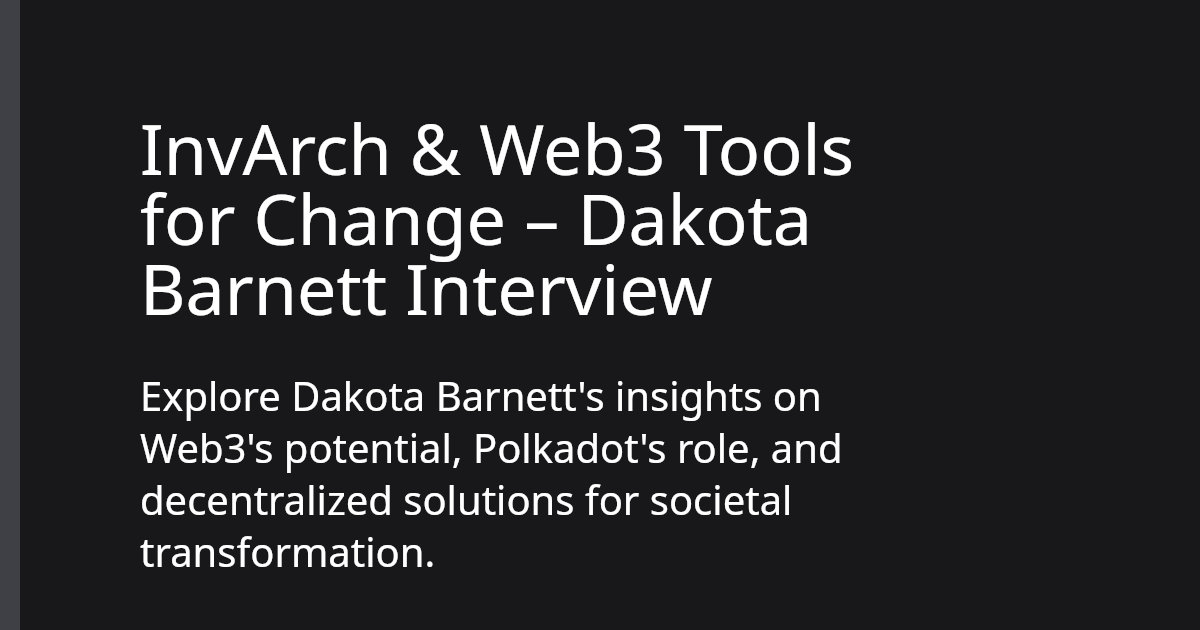 InvArch & Web3 Tools
for Change – Dakota
Barnett Interview
Explore Dakota Barnett's insights on
Web3's potential, Polkadot's role, and
decentralized solutions for societal
transformation.